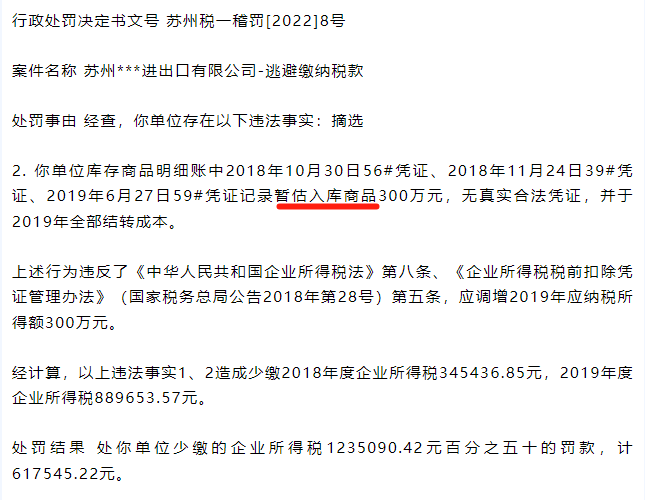 行政处罚决定书文号 苏州税一稽罚[2022]8号
案件名称 苏州***进出口有限公司-逃避缴纳税款
处罚事由 经查，你单位存在以下违法事实：摘选
2. 你单位库存商品明细账中2018年10月30日56#凭证、2018年11月24日39#凭
证、2019年6月27日59#凭证记录暂估入库商品300万元，无真实合法凭证，并于
2019年全部结转成本。
上述行为违反了《中华人民共和国企业所得税法》第八条、《企业所得税税前扣除凭
证管理办法》（国家税务总局公告2018年第28号）第五条，应调增2019年应纳税所
得额300万元。
经计算，以上违法事实1、2造成少缴2018年度企业所得税345436.85元，2019年度
企业所得税889653.57元。
处罚结果 处你单位少缴的企业所得税1235090.42元百分之五十的罚款，计
617545.22元。